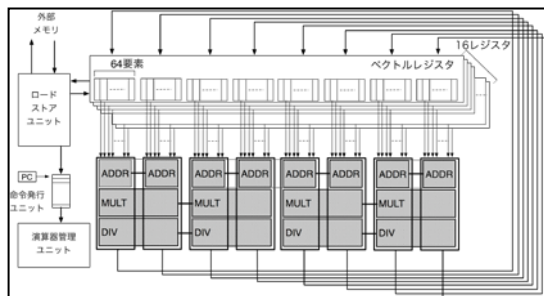 外部
メモリ
64要素
ベクトルレジスタ
16レジスタ
ロード
ストア
ユニット
PC
命令発行
ユニット
演算器管理
ユニット
ADDR ADDR ADDR ADDR ADDR ADDR ADDR ADDR
MULT MULT MULT MULT
DIV DIV DIV DIV